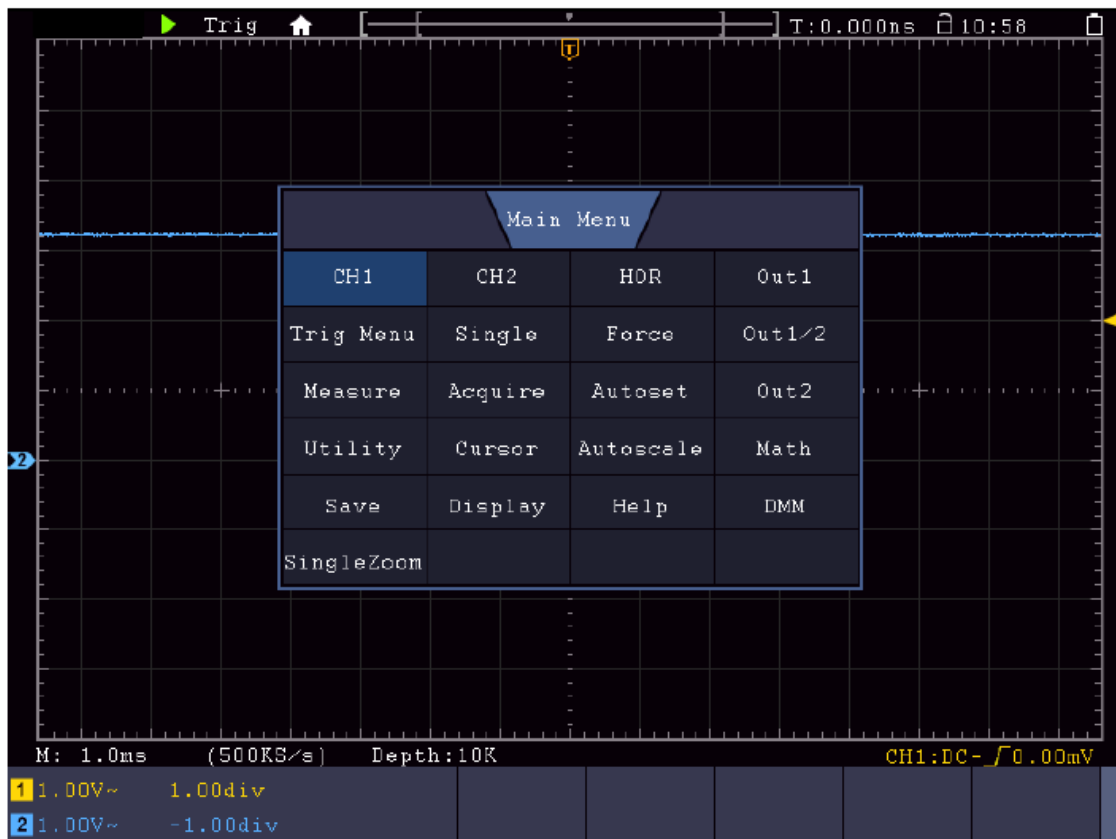 Trig T:0.000ns 10:58
T
Main Menu
CH1 CH2 HOR Out1
Trig Menu Single Force Out1/2
Measure Acquire Autoset Out2
Utility Cursor Autoscale Math
2
Save Display Help DMM
SingleZoom
M: 1.0ms (500KS/s) Depth:10K CH1:DC- 0.00mV
1 1.00V~ 1.00div
2 1.00V~ -1.00div